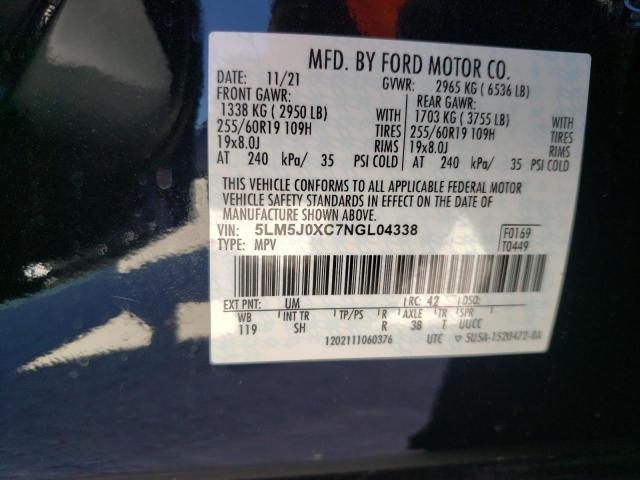 MFD. BY FORD MOTOR CO.
DATE: 11/21 GVWR: 2965 KG ( 6536 LB)
FRONT GAWR: REAR GAWR:
1338 KG ( 2950 LB) WITH 1703 KG ( 3755 LB) WITH
255/60R19 109H TIRES 255/60R19 109H TIRES
19x8.0J RIMS 19x8.0J RIMS
AT 240 kPa/ 35 PSI COLD AT 240 kPa/ 35 PSI COLD
THIS VEHICLE CONFORMS TO ALL APPLICABLE FEDERAL MOTOR
VEHICLE SAFETY STANDARDS IN EFFECT ON THE DATE OF
MANUFACTURE SHOWN ABOVE.
VIN: 5LM5J0XC7NGL04338 F0169
TYPE: MPV T0449
EXT PNT: UM RC: 42 DSO:
WB INT TR TP/PS R AXLE TR SPR
119 SH R 38 T UUCC
1202111060376 UTC ▽ 5U5A-1520472-BA